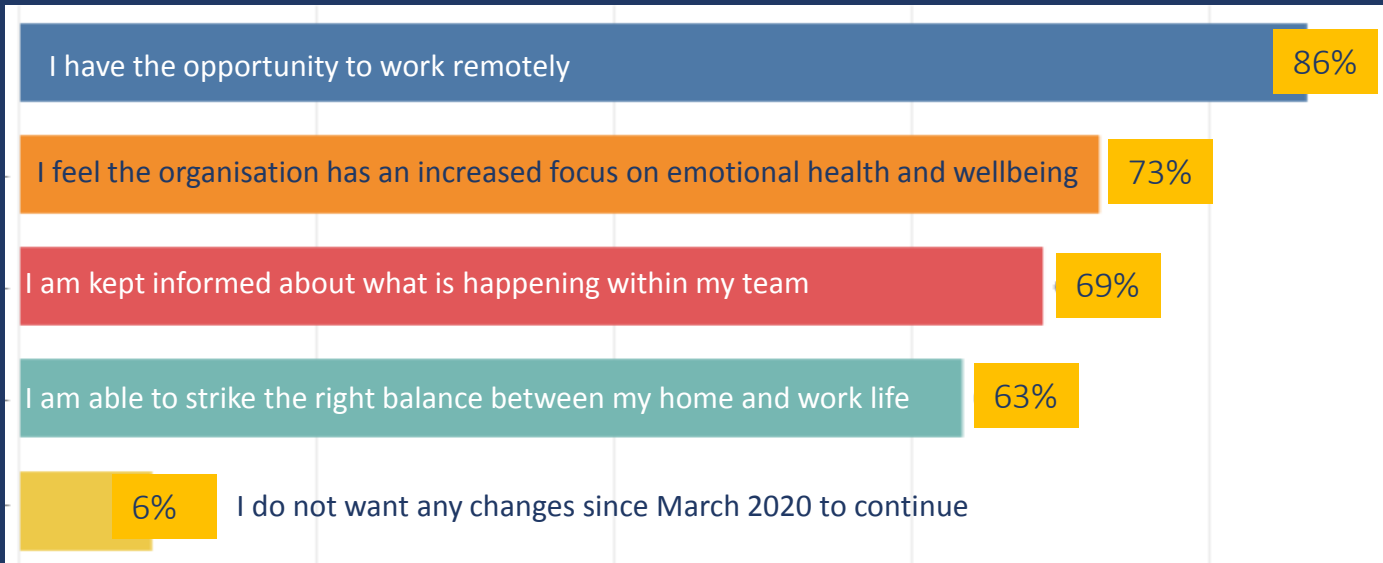 I have the opportunity to work remotely 86%
I feel the organisation has an increased focus on emotional health and wellbeing 73%
I am kept informed about what is happening within my team 69%
I am able to strike the right balance between my home and work life 63%
6% I do not want any changes since March 2020 to continue